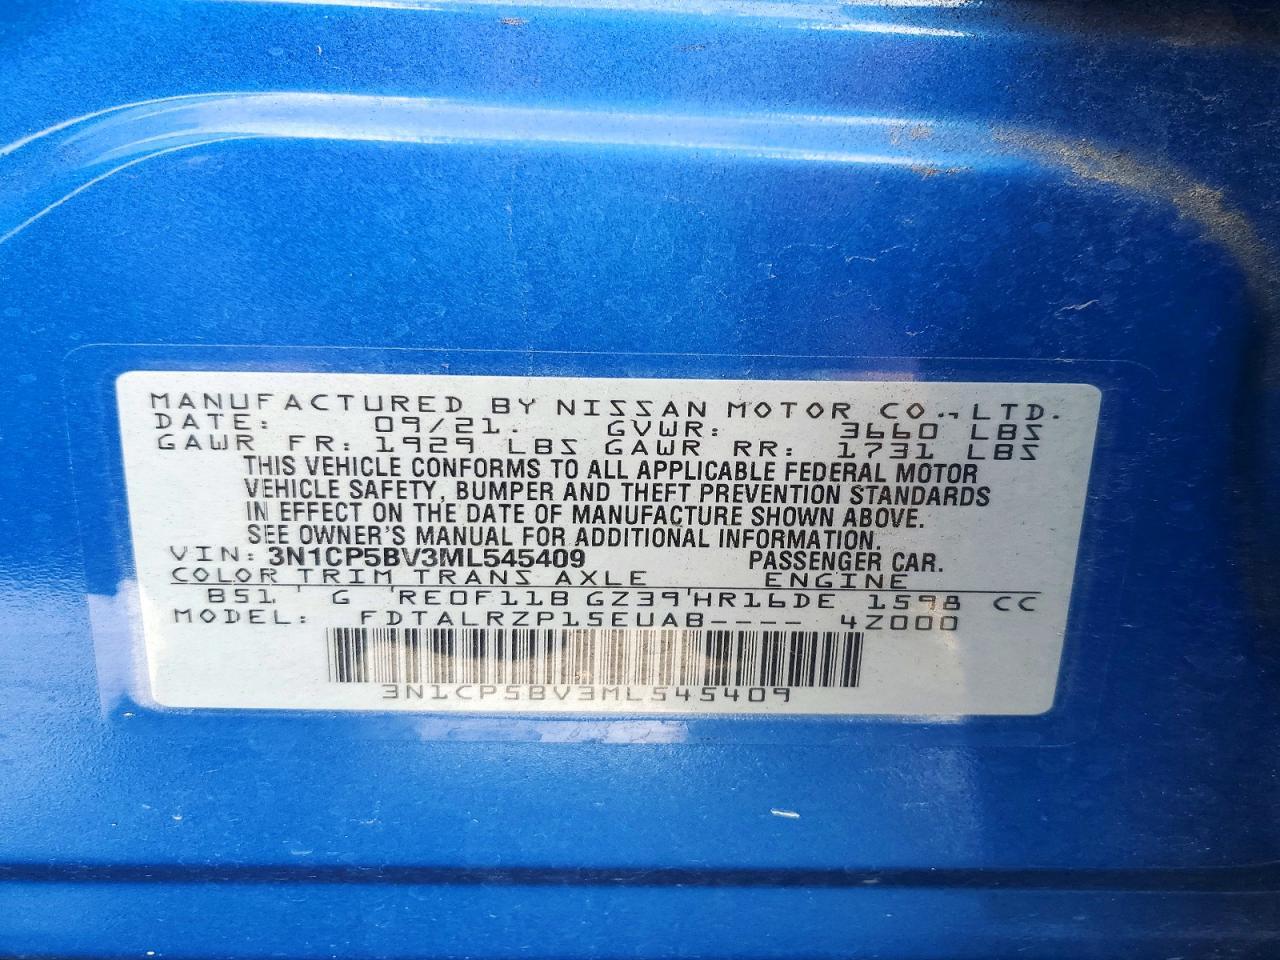 MANUFACTURED BY NISSAN MOTOR CO., LTD.
DATE: 09/21. GVWR: 3660 LBS
GAWR FR: 1929 LBS GAWR RR: 1731 LBS
THIS VEHICLE CONFORMS TO ALL APPLICABLE FEDERAL MOTOR
VEHICLE SAFETY, BUMPER AND THEFT PREVENTION STANDARDS
IN EFFECT ON THE DATE OF MANUFACTURE SHOWN ABOVE.
SEE OWNER'S MANUAL FOR ADDITIONAL INFORMATION.
VIN: 3N1CP5BV3ML545409 PASSENGER CAR.
COLOR TRIM TRANS AXLE ENGINE
B51 ' G 'RE0F11B GZ39'HR16DE 1598 CC
MODEL: FDTALRZP15EUAB---- 4Z000
3N1CP5BV3ML545409